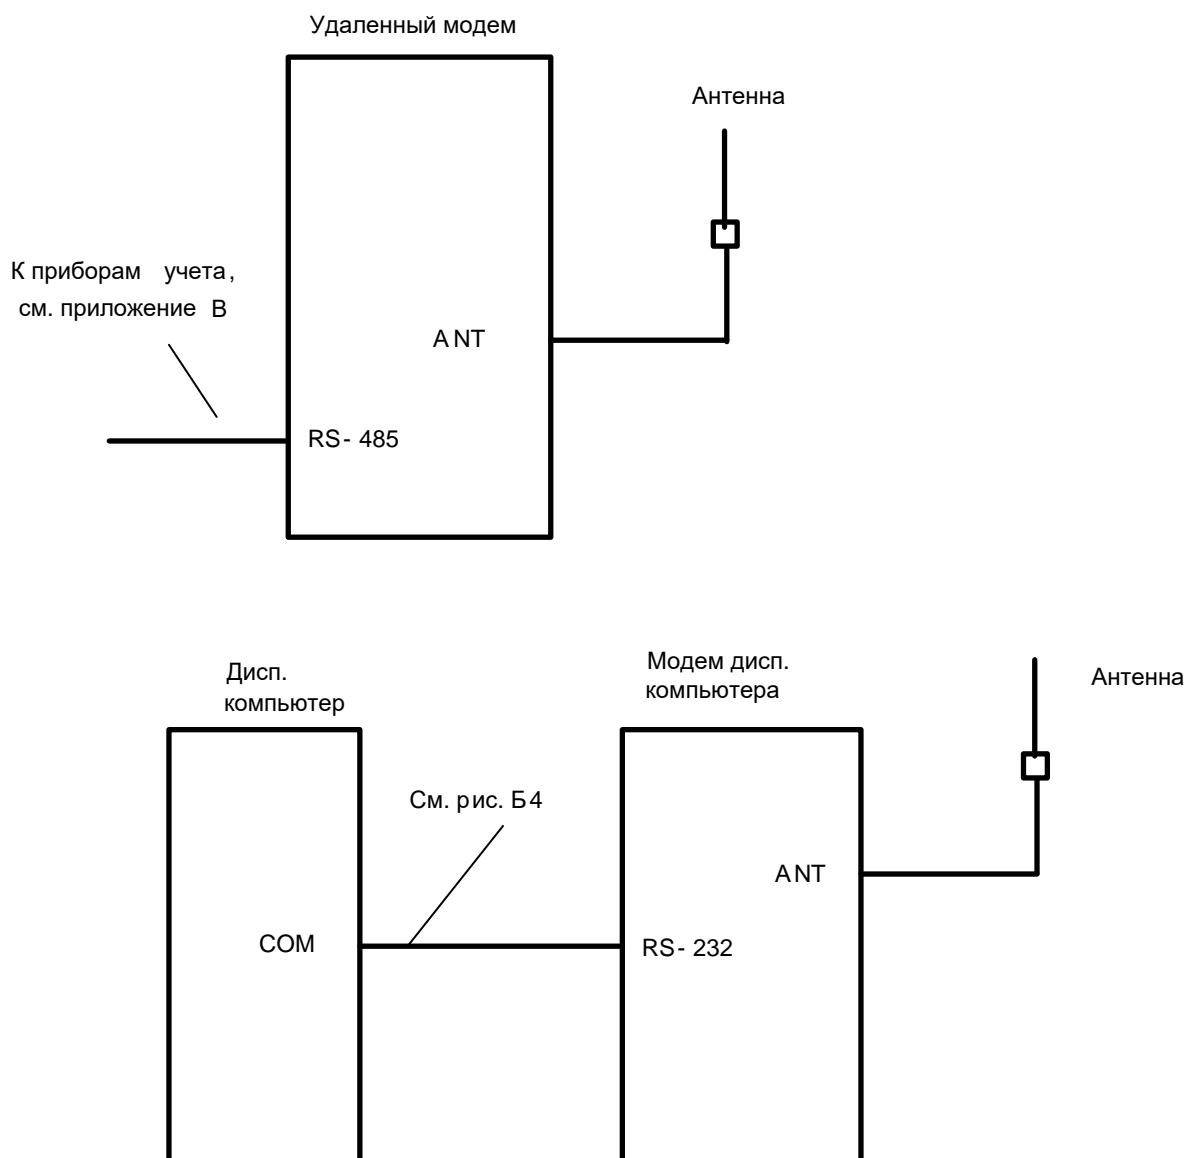 Удаленный модем
Антенна
К приборам учета,
см. приложение В
ANT
RS-485
Дисп.
компьютер
Модем дисп.
компьютера
Антенна
См. рис. Б4
ANT
COM
RS-232